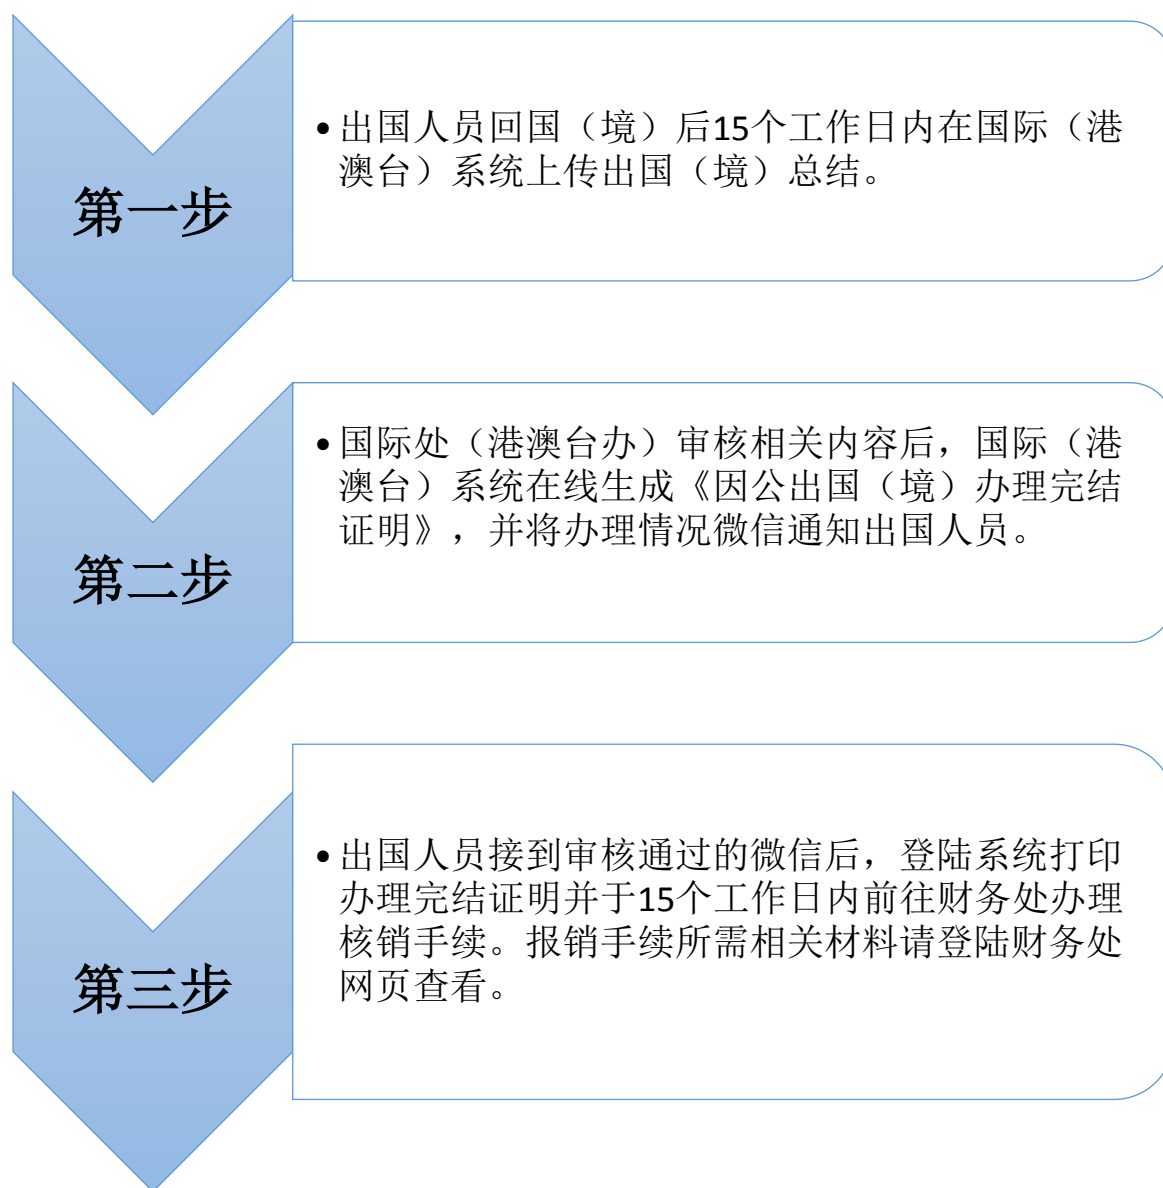 第一步
•出国人员回国（境）后15个工作日内在国际（港
澳台）系统上传出国（境）总结。
第二步
•国际处（港澳台办）审核相关内容后，国际（港
澳台）系统在线生成《因公出国（境）办理完结
证明》，并将办理情况微信通知出国人员。
第三步
•出国人员接到审核通过的微信后，登陆系统打印
办理完结证明并于15个工作日内前往财务处办理
核销手续。报销手续所需相关材料请登陆财务处
网页查看。